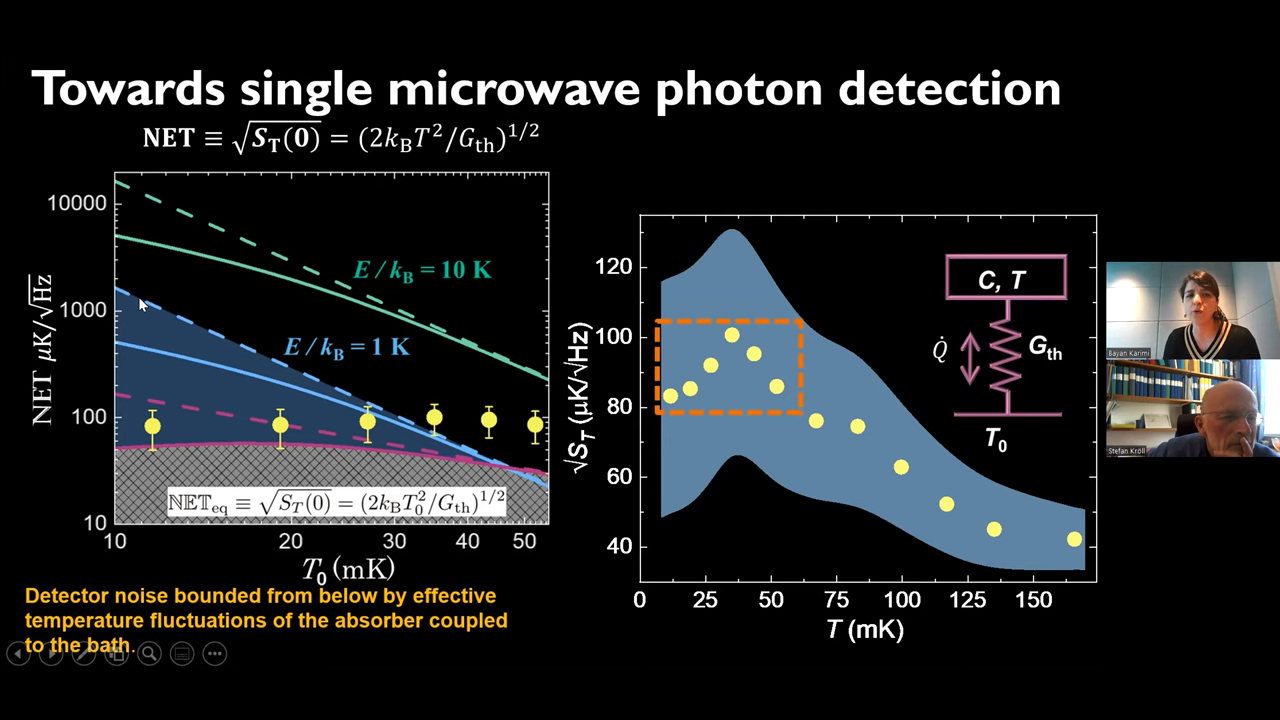 Towards single microwave photon detection
NET ≡ √S_T(0) = (2k_BT²/G_th)^1/2
10000
1000
100
10
NET μK/√Hz
E / k_B = 10 K
E / k_B = 1 K
NET_eq ≡ √S_T(0) = (2k_BT_0²/G_th)^1/2
10
20
30
40
50
T_0 (mK)
Detector noise bounded from below by effective
temperature fluctuations of the absorber coupled
to the bath.
120
100
80
60
40
√S_T (μK/√Hz)
0
25
50
75
100
125
150
T (mK)
C, T
Q̇
G_th
T_0
Bayan Karimi
Stefan Kröll